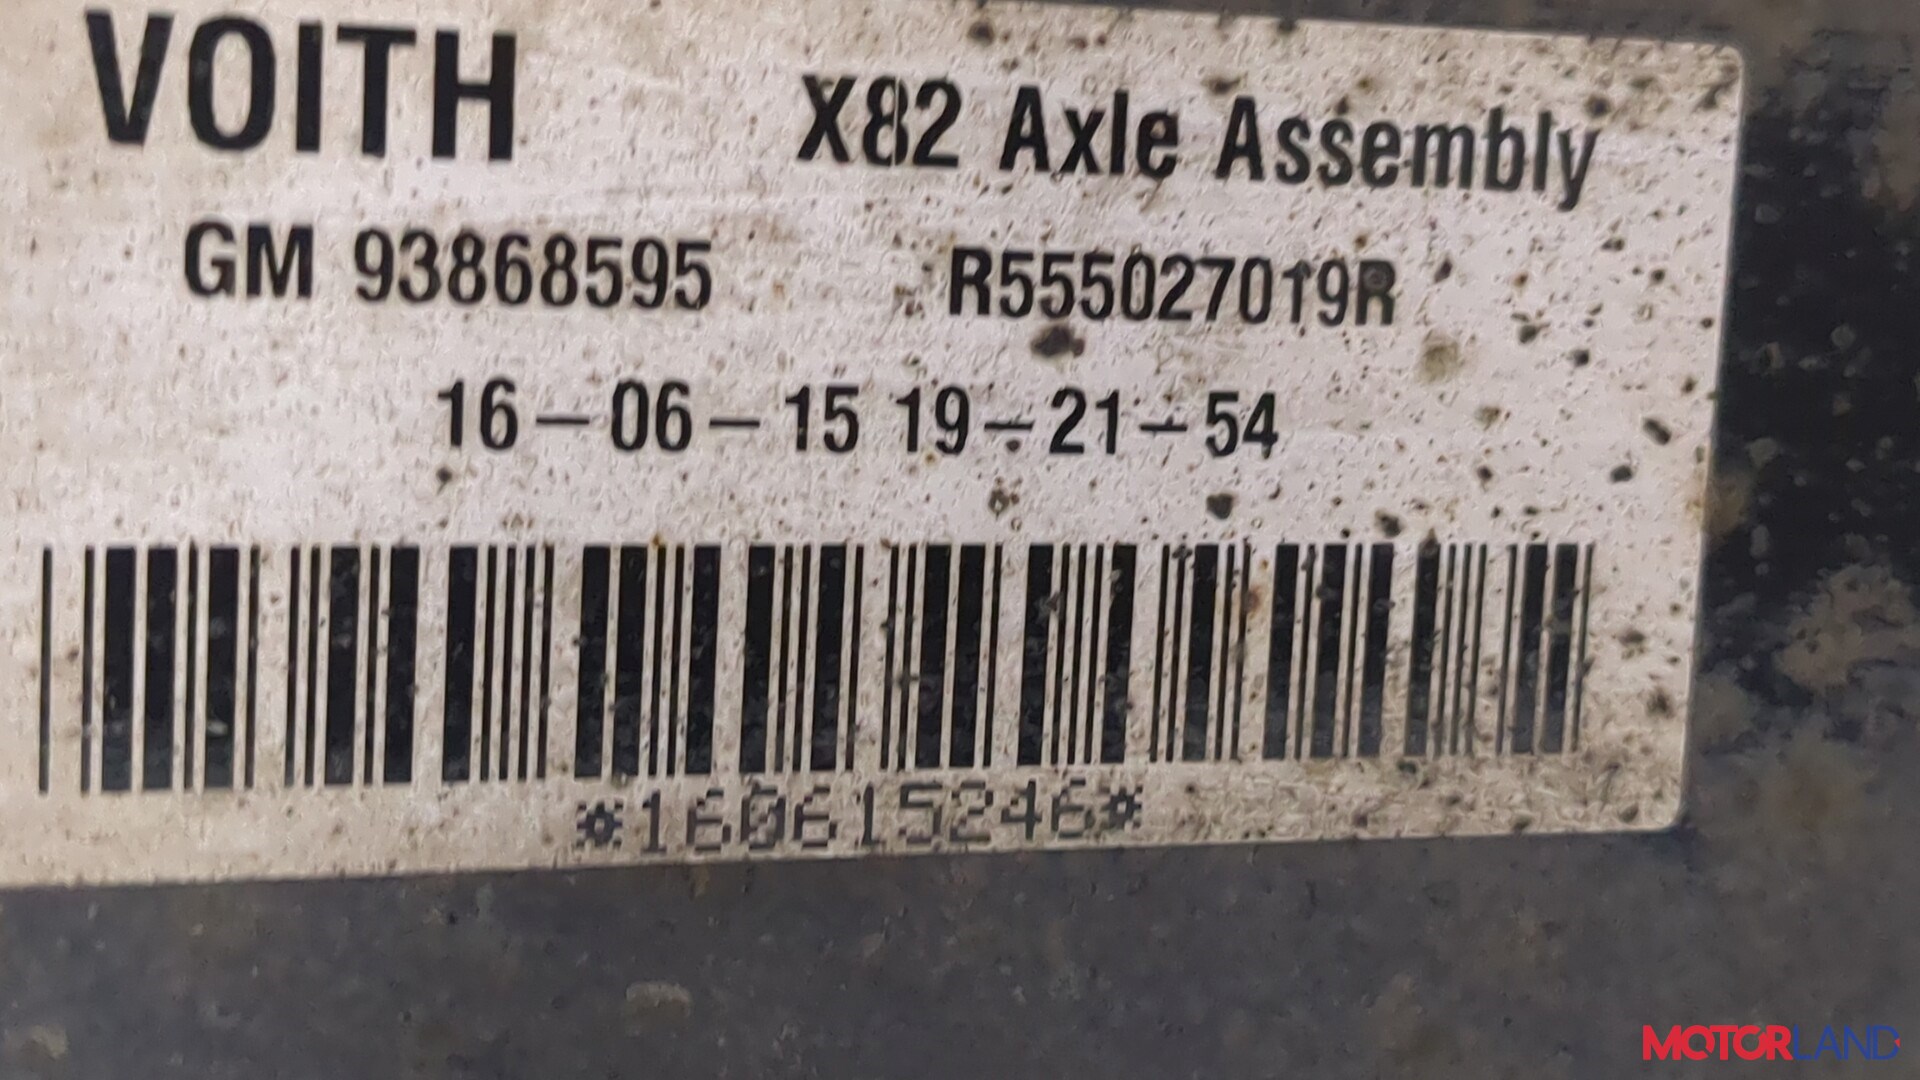 VOITH X82 Axle Assembly
GM 93868595 R555027019R
16-06-15 19-21-54
*160615246*
MOTORLAND